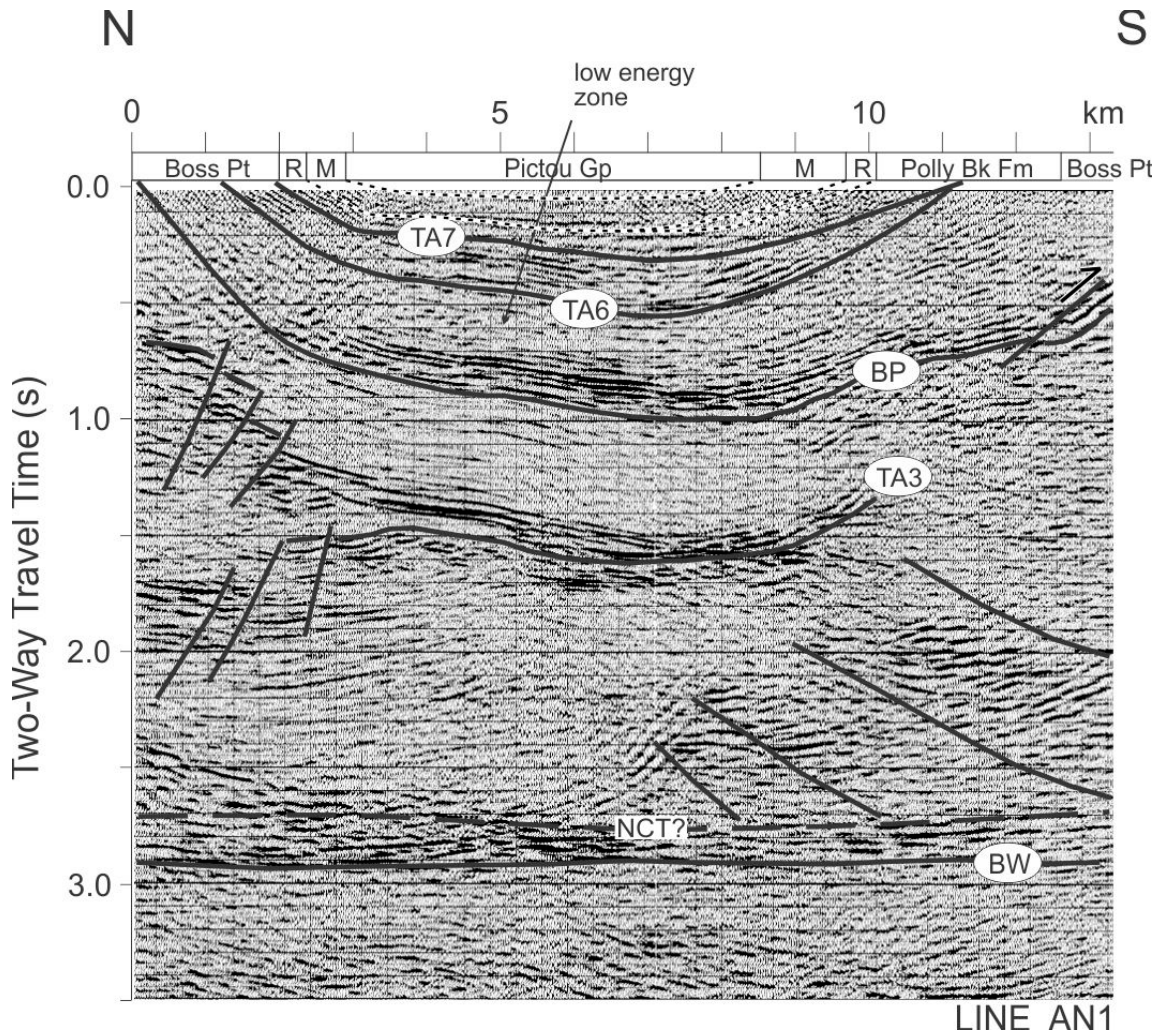 N S
low energy
zone
0 5 10 km
Boss Pt R M Pictou Gp M R Polly Bk Fm Boss Pt
0.0
TA7
TA6
BP
1.0
TA3
Two-Way Travel Time (s)
2.0
NCT?
BW
3.0
LINE AN1